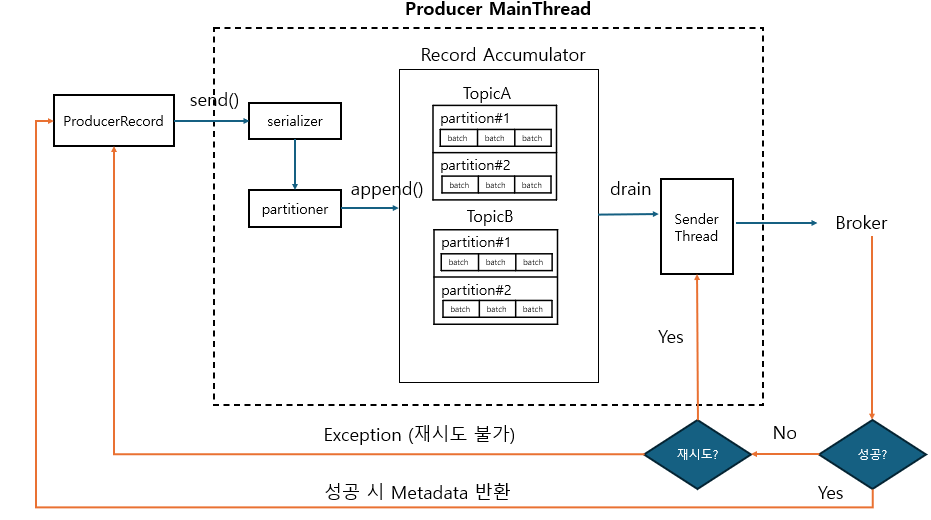 Producer MainThread
Record Accumulator
send()
ProducerRecord
serializer
partitioner
append()
TopicA
partition#1
batch batch batch
partition#2
batch batch batch
TopicB
partition#1
batch batch batch
partition#2
batch batch batch
drain
Sender
Thread
Broker
Yes
No
재시도?
성공?
Exception (재시도 불가)
성공 시 Metadata 반환
Yes